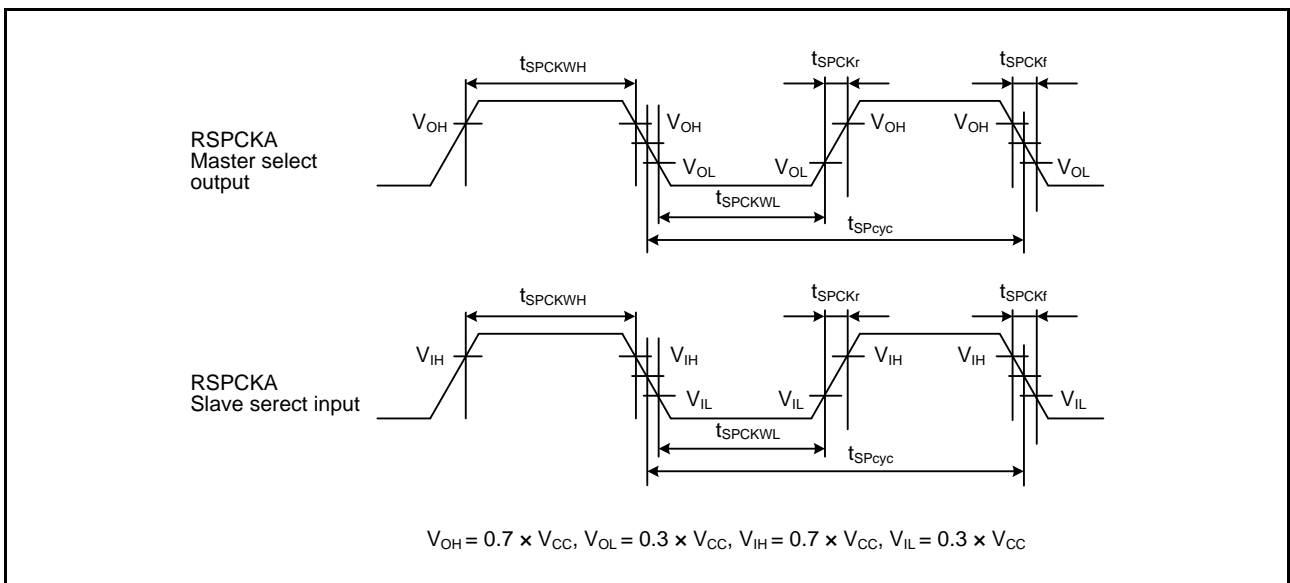 tSPCKWH
tSPCKr
tSPCKf
VOH
VOH
VOH
VOH
RSPCKA
Master select
output
VOL
VOL
VOL
tSPCKWL
tSPcyc
tSPCKWH
tSPCKr
tSPCKf
VIH
VIH
VIH
VIH
RSPCKA
Slave serect input
VIL
VIL
VIL
tSPCKWL
tSPcyc
VOH = 0.7 × VCC, VOL = 0.3 × VCC, VIH = 0.7 × VCC, VIL = 0.3 × VCC